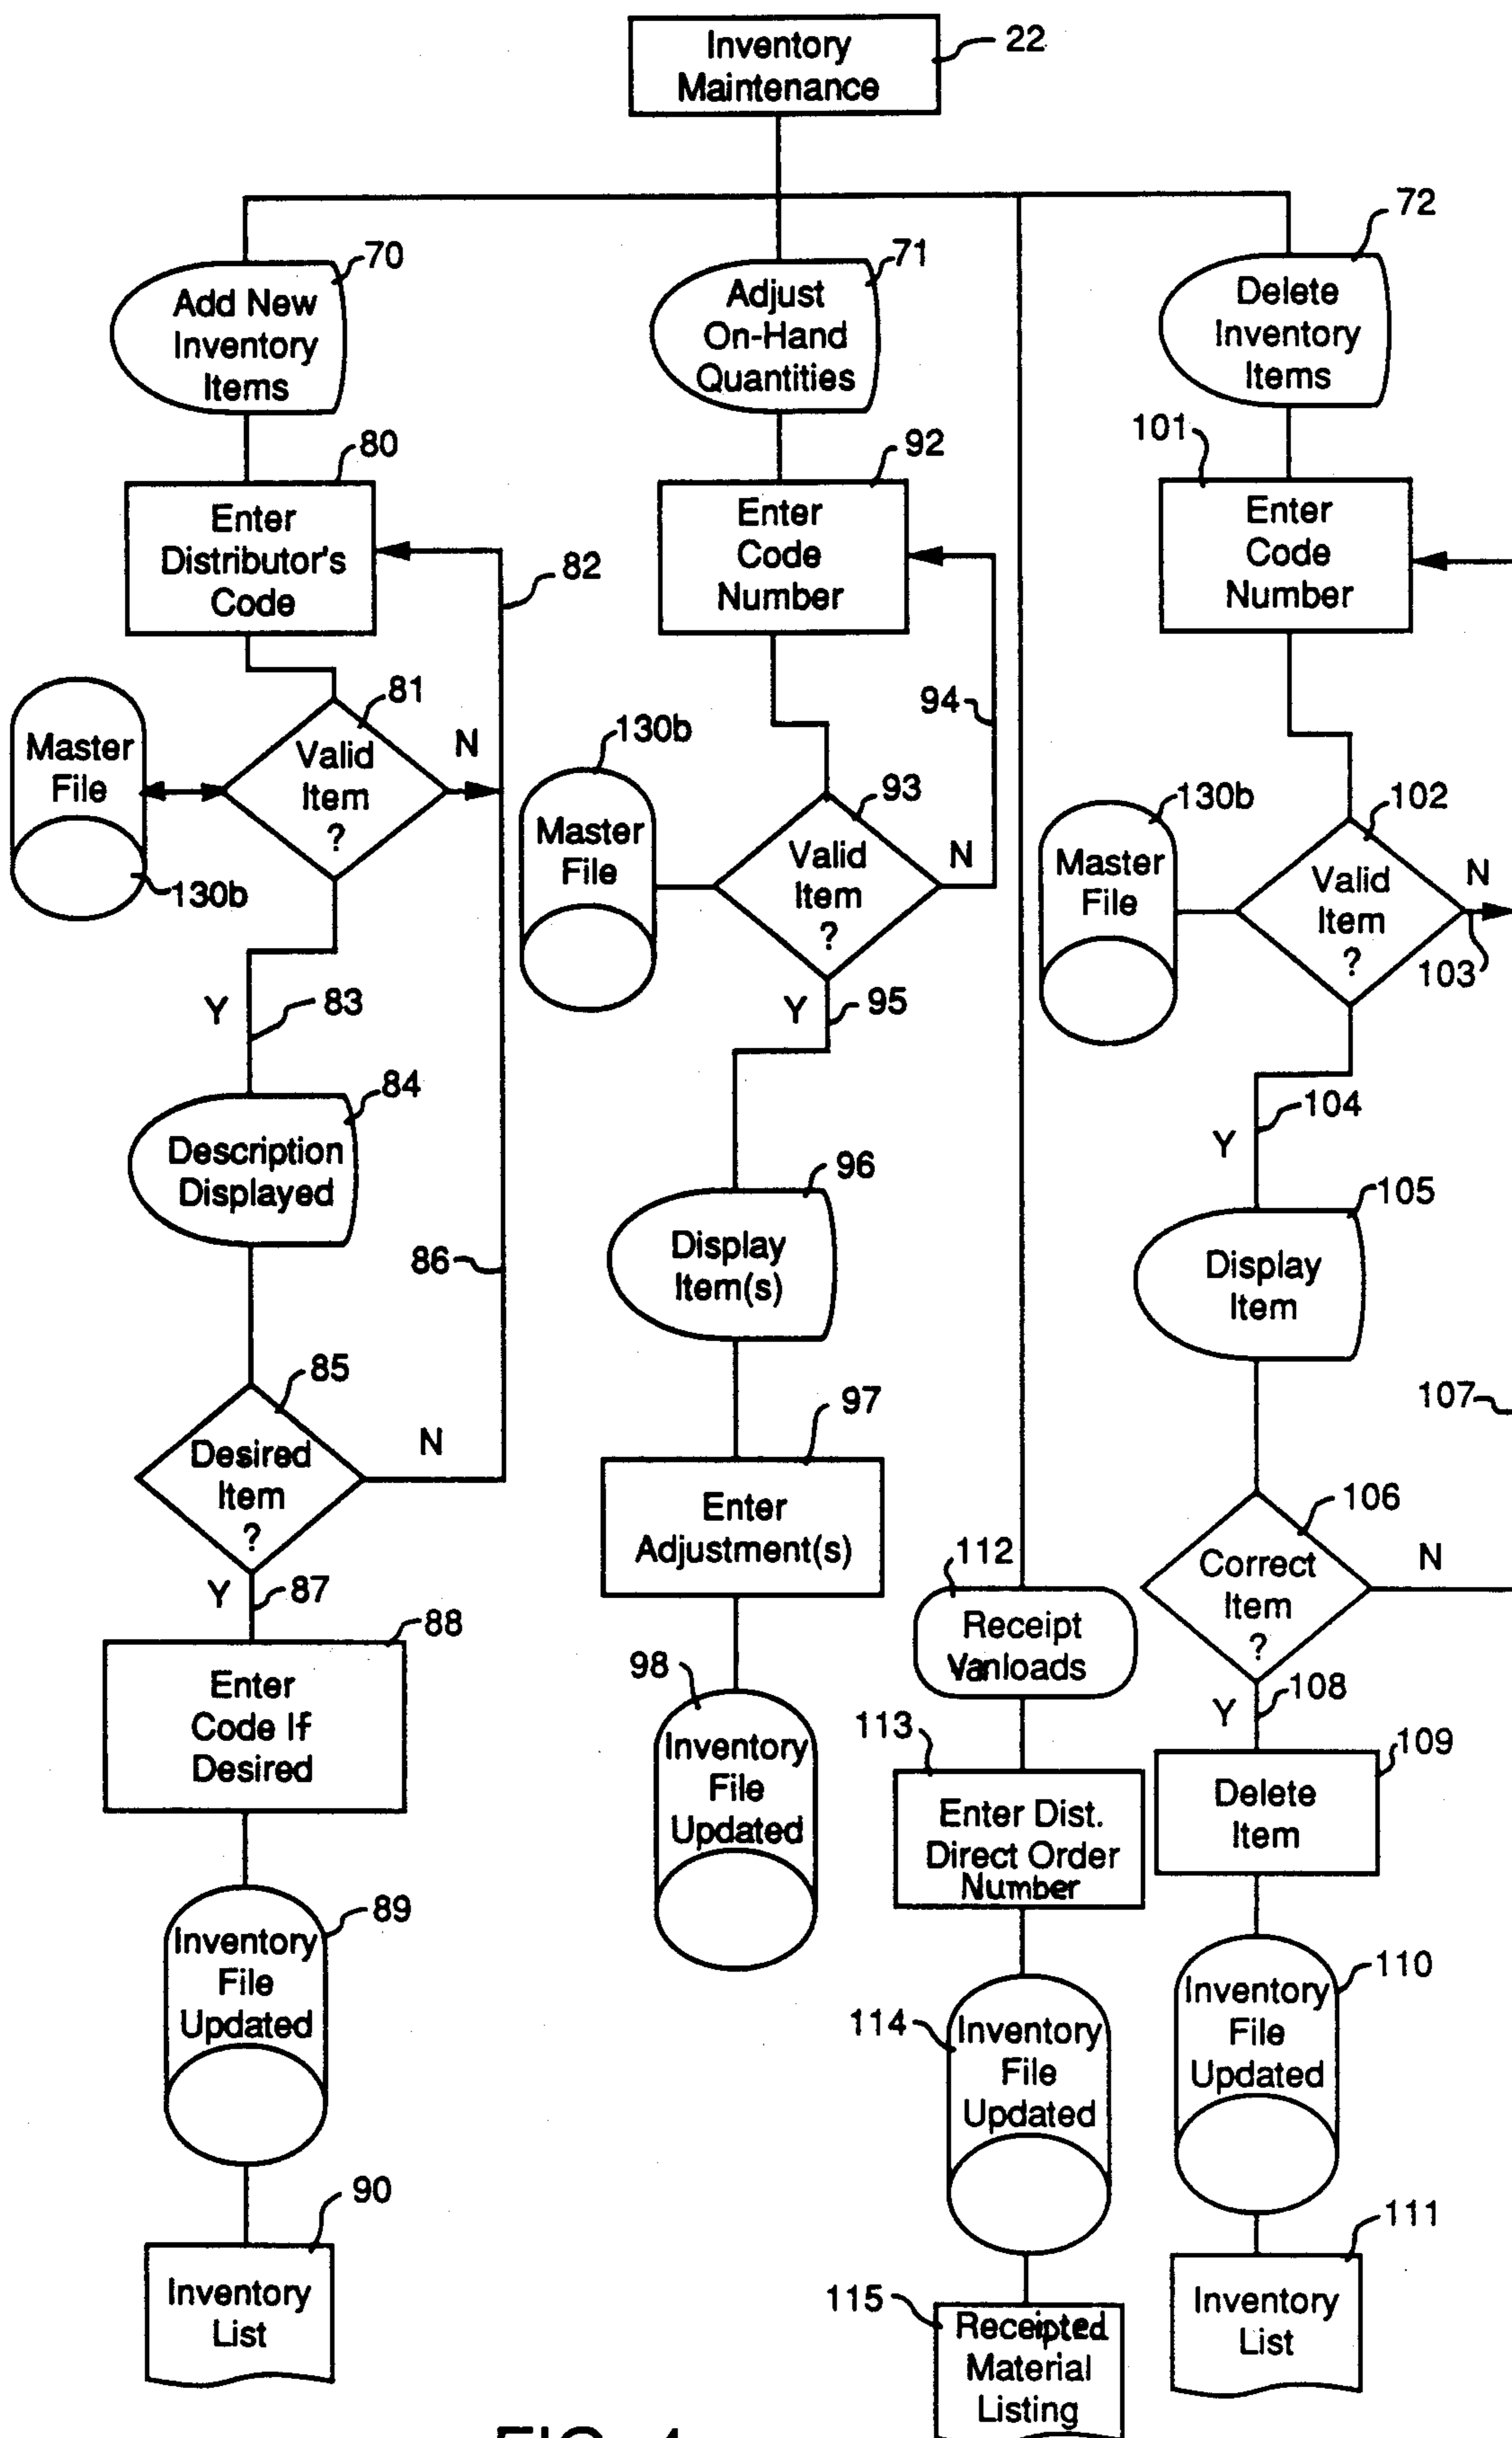 Inventory
Maintenance
22
70
Add New
Inventory
Items
80
Enter
Distributor's
Code
82
81
Valid
Item
?
N
Master
File
130b
Y
83
84
Description
Displayed
86
85
Desired
Item
?
N
Y
87
88
Enter
Code If
Desired
89
Inventory
File
Updated
90
Inventory
List
71
Adjust
On-Hand
Quantities
92
Enter
Code
Number
94
130b
Master
File
93
Valid
Item
?
N
Y
95
96
Display
Item(s)
97
Enter
Adjustment(s)
98
Inventory
File
Updated
112
Receipt
Vanloads
113
Enter Dist.
Direct Order
Number
114
Inventory
File
Updated
115
Receipted
Material
Listing
72
Delete
Inventory
Items
101
Enter
Code
Number
130b
Master
File
102
Valid
Item
?
N
103
104
Y
105
Display
Item
107
106
Correct
Item
?
N
Y
108
109
Delete
Item
110
Inventory
File
Updated
111
Inventory
List